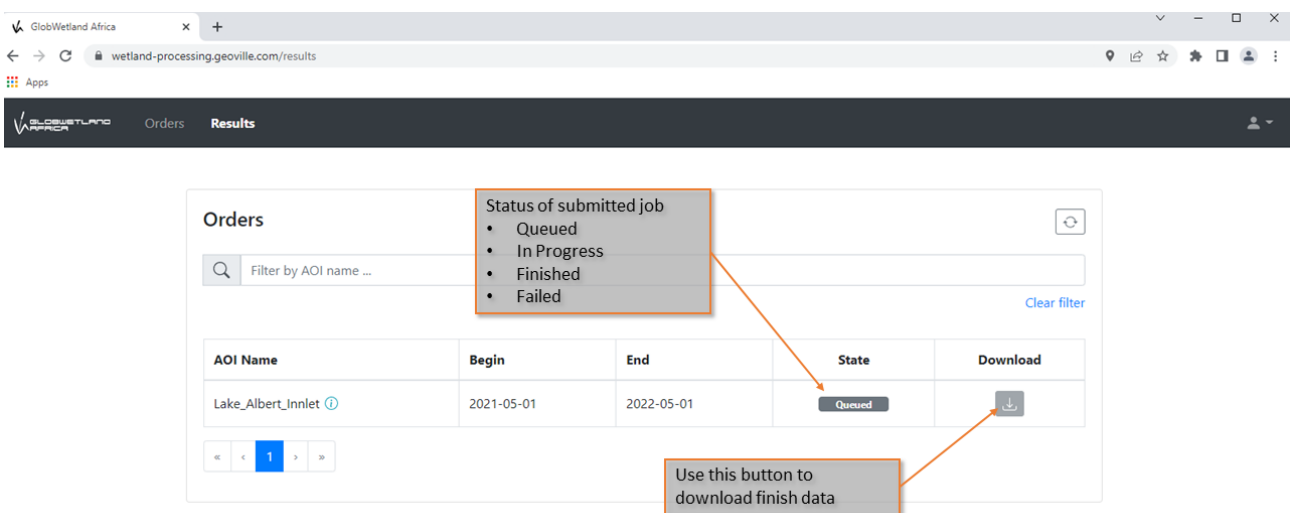 GlobWetland Africa
wetland-processing.geoville.com/results
Apps
GLOBWETLAND
AFRICA
Orders Results
Orders
Status of submitted job
• Queued
• In Progress
• Finished
• Failed
Filter by AOI name ...
Clear filter
AOI Name Begin End State Download
Lake_Albert_Innlet 2021-05-01 2022-05-01 Queued
« ‹ 1 › »
Use this button to
download finish data